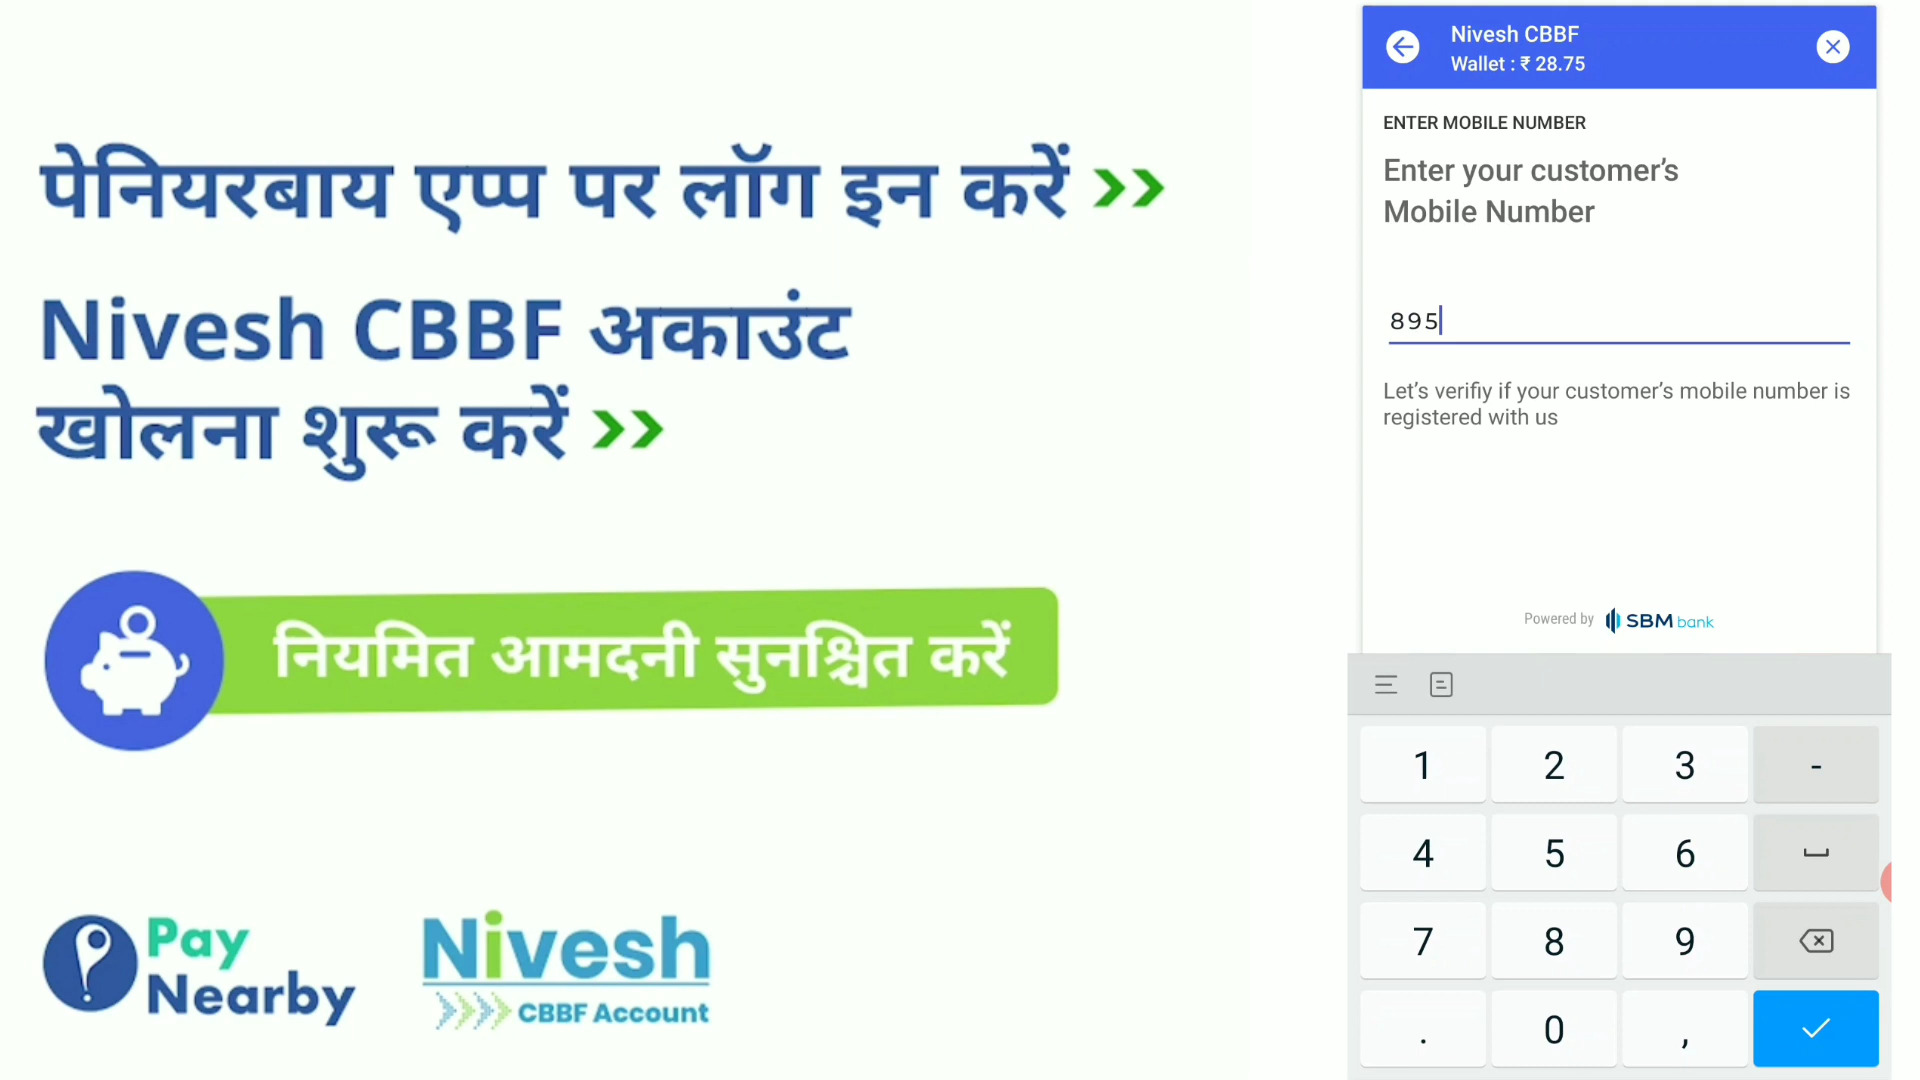 पेनियरबाय एप्प पर लॉग इन करें >>
Nivesh CBBF अकाउंट
खोलना शुरू करें >>
नियमित आमदनी सुनश्चित करें
Pay
Nearby
Nivesh
CBBF Account
Nivesh CBBF
Wallet : ₹ 28.75
ENTER MOBILE NUMBER
Enter your customer's
Mobile Number
895
Let's verifiy if your customer's mobile number is
registered with us
Powered by SBM bank
1 2 3 -
4 5 6
7 8 9
. 0 ,